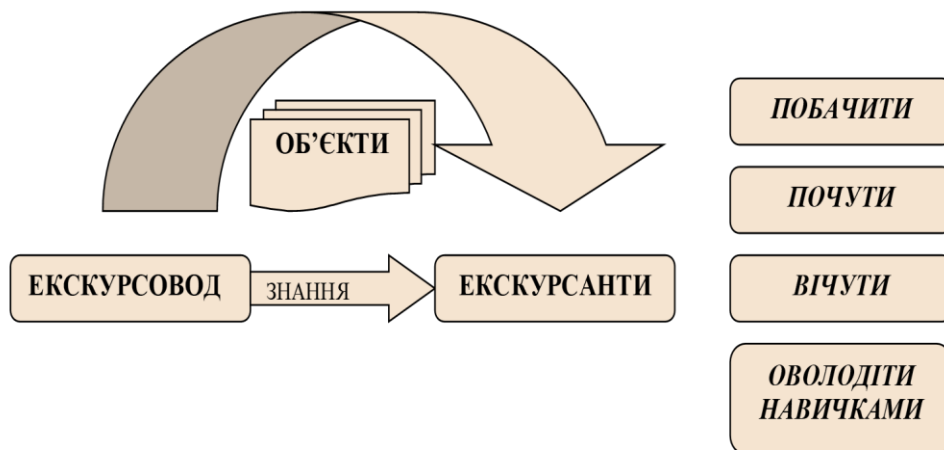 ОБ’ЄКТИ
ЕКСКУРСОВОД
ЗНАННЯ
ЕКСКУРСАНТИ
ПОБАЧИТИ
ПОЧУТИ
ВІЧУТИ
ОВОЛОДІТИ
НАВИЧКАМИ